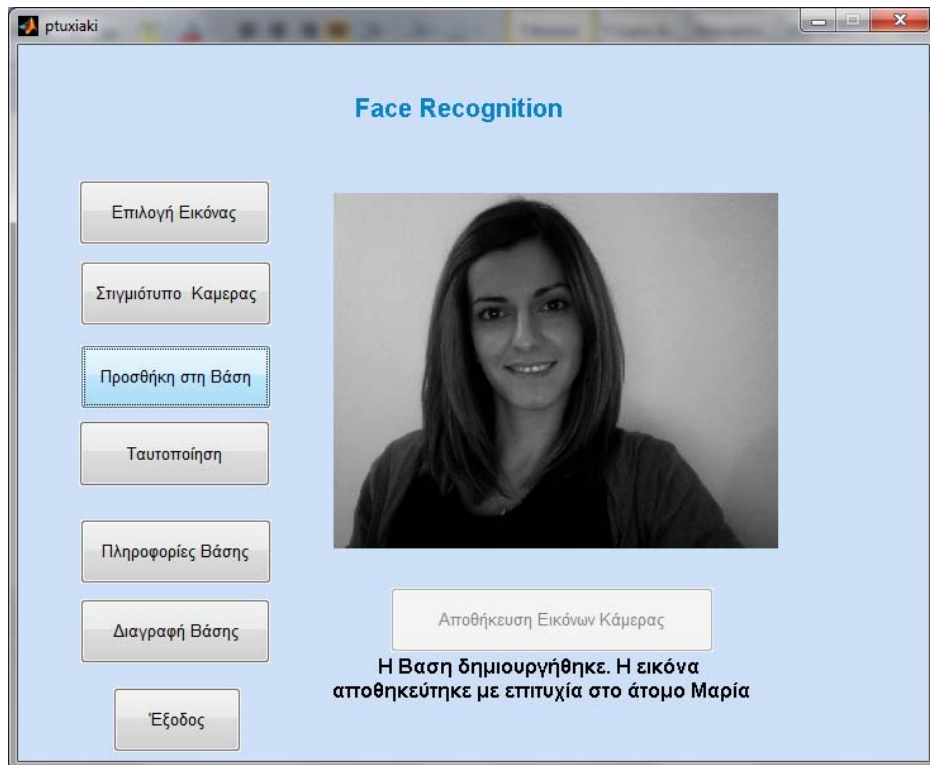 ptuxiaki
Face Recognition
Επιλογή Εικόνας
Στιγμιότυπο Καμερας
Προσθήκη στη Βάση
Ταυτοποίηση
Πληροφορίες Βάσης
Διαγραφή Βάσης
Έξοδος
Αποθήκευση Εικόνων Κάμερας
Η Βαση δημιουργήθηκε. Η εικόνα
αποθηκεύτηκε με επιτυχία στο άτομο Μαρία